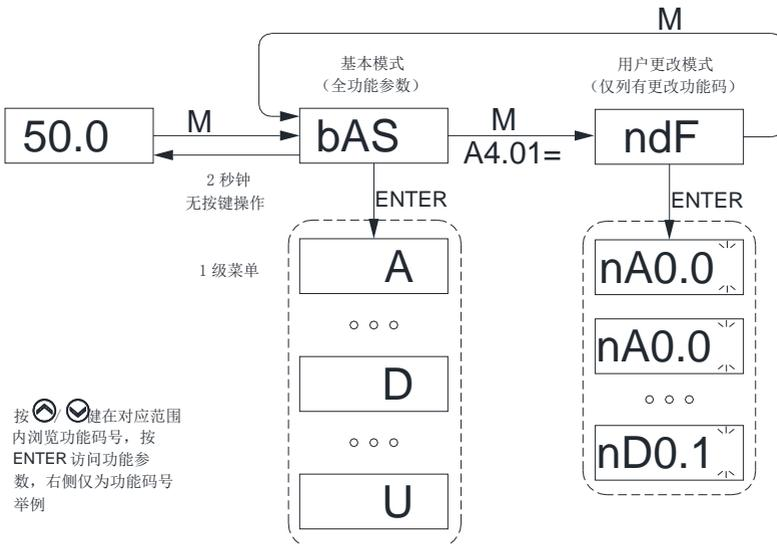 M
基本模式
（全功能参数）
用户更改模式
（仅列有更改功能码）
50.0
M
bAS
M
A4.01=
ndF
2 秒钟
无按键操作
ENTER
ENTER
1 级菜单
A
nA0.0
D
nA0.0
U
nD0.1
按 / 健在对应范围
内浏览功能码号，按
ENTER 访问功能参
数，右侧仅为功能码号
举例